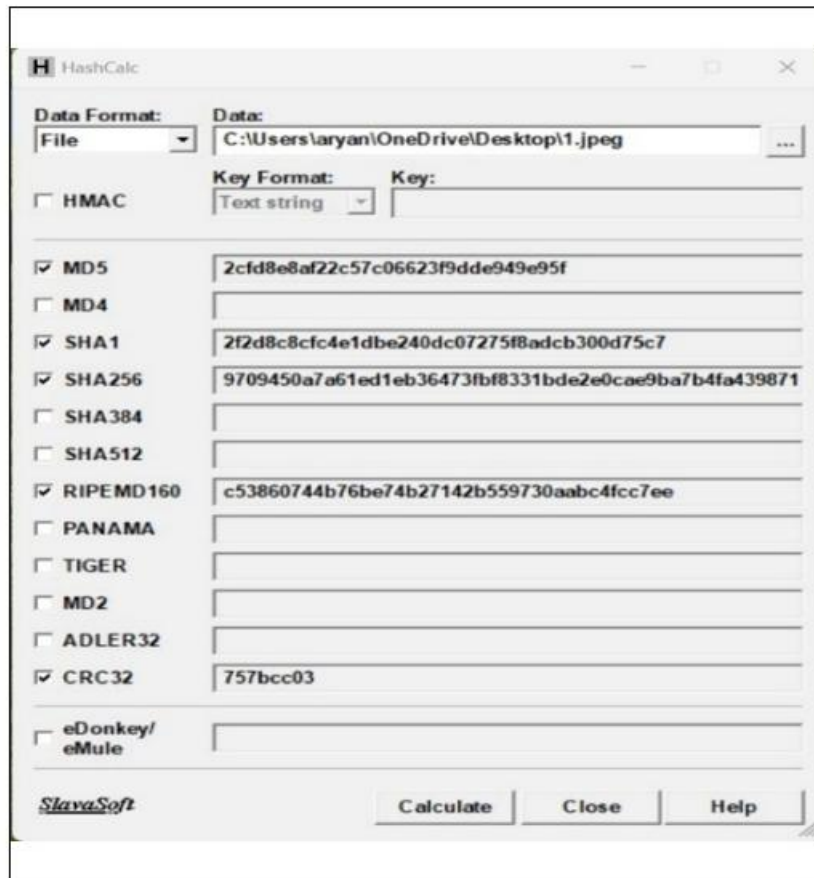 H HashCalc
Data Format: Data:
File C:\Users\aryan\OneDrive\Desktop\1.jpeg ...
Key Format: Key:
HMAC Text string
MD5 2cfd8e8af22c57c06623f9dde949e95f
MD4
SHA1 2f2d8c8cfc4e1dbe240dc07275f8adcb300d75c7
SHA256 9709450a7a61ed1eb36473fbf8331bde2e0cae9ba7b4fa439871
SHA384
SHA512
RIPEMD160 c53860744b76be74b27142b559730aabc4fcc7ee
PANAMA
TIGER
MD2
ADLER32
CRC32 757bcc03
eDonkey/
eMule
SlavaSoft Calculate Close Help